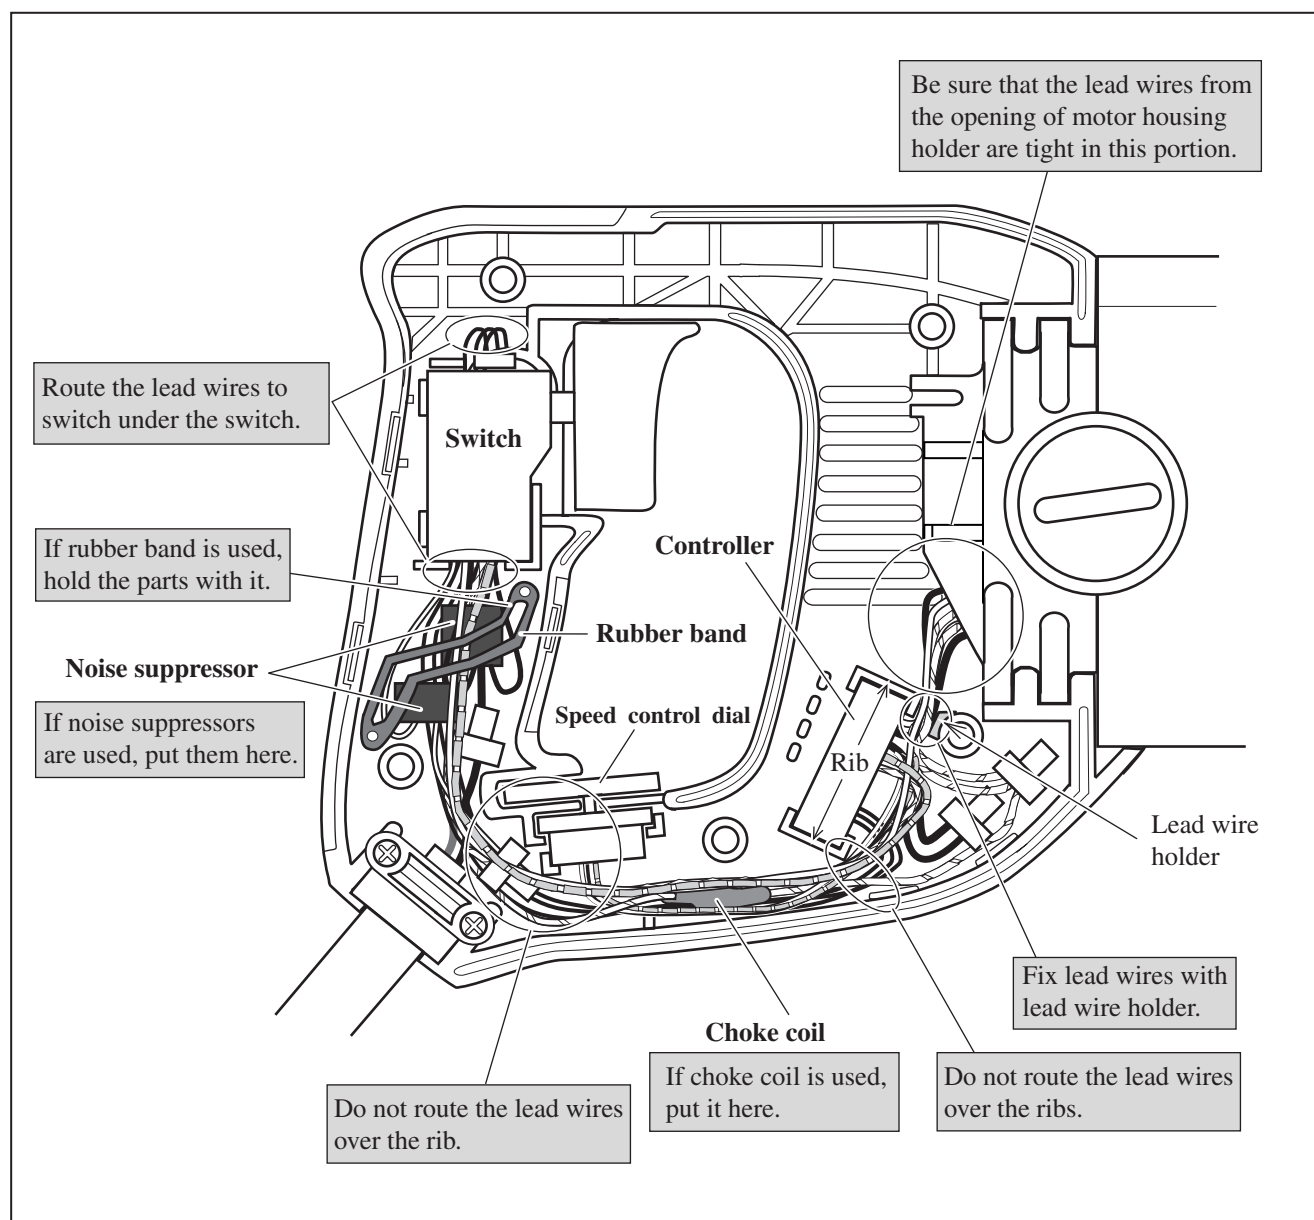 Be sure that the lead wires from
the opening of motor housing
holder are tight in this portion.
Route the lead wires to
switch under the switch.
Switch
If rubber band is used,
hold the parts with it.
Controller
Rubber band
Noise suppressor
If noise suppressors
are used, put them here.
Speed control dial
Rib
Lead wire
holder
Fix lead wires with
lead wire holder.
Choke coil
If choke coil is used,
put it here.
Do not route the lead wires
over the ribs.
Do not route the lead wires
over the rib.